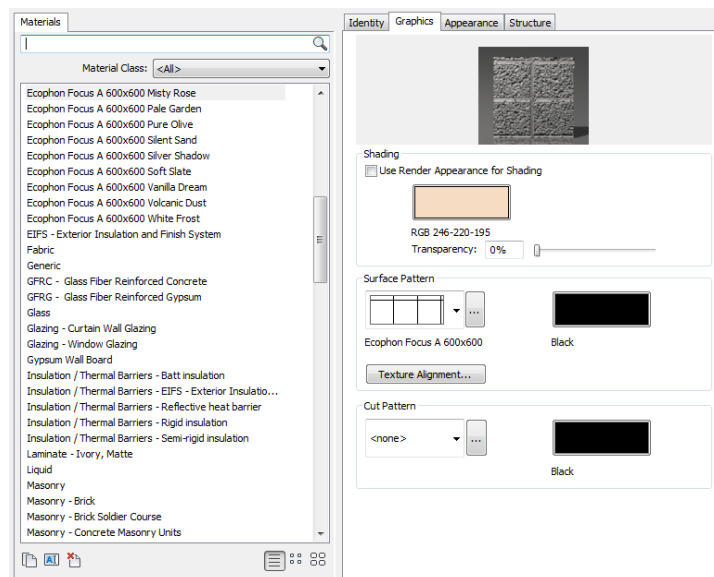 Materials
Material Class: <All>
Ecophon Focus A 600x600 Misty Rose
Ecophon Focus A 600x600 Pale Garden
Ecophon Focus A 600x600 Pure Olive
Ecophon Focus A 600x600 Silent Sand
Ecophon Focus A 600x600 Silver Shadow
Ecophon Focus A 600x600 Soft Slate
Ecophon Focus A 600x600 Vanilla Dream
Ecophon Focus A 600x600 Volcanic Dust
Ecophon Focus A 600x600 White Frost
EIFS - Exterior Insulation and Finish System
Fabric
Generic
GFRC - Glass Fiber Reinforced Concrete
GFRG - Glass Fiber Reinforced Gypsum
Glass
Glazing - Curtain Wall Glazing
Glazing - Window Glazing
Gypsum Wall Board
Insulation / Thermal Barriers - Batt insulation
Insulation / Thermal Barriers - EIFS - Exterior Insulatio...
Insulation / Thermal Barriers - Reflective heat barrier
Insulation / Thermal Barriers - Rigid insulation
Insulation / Thermal Barriers - Semi-rigid insulation
Laminate - Ivory, Matte
Liquid
Masonry
Masonry - Brick
Masonry - Brick Soldier Course
Masonry - Concrete Masonry Units
Identity Graphics Appearance Structure
Shading
Use Render Appearance for Shading
RGB 246-220-195
Transparency: 0%
Surface Pattern
...
Ecophon Focus A 600x600 Black
Texture Alignment...
Cut Pattern
<none> ...
Black